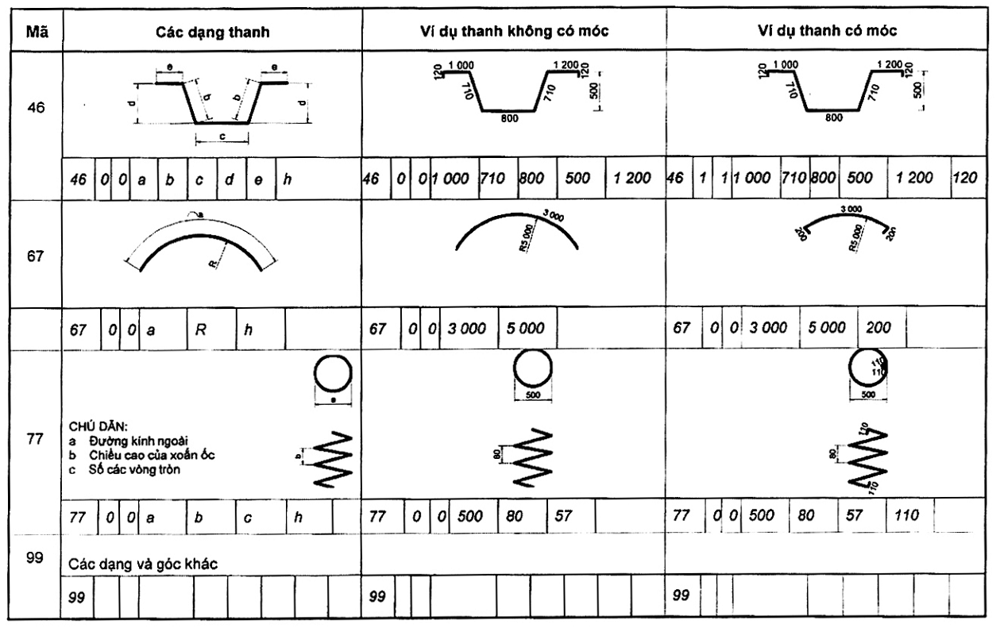 Mã Các dạng thanh Ví dụ thanh không có móc Ví dụ thanh có móc
46
e e
d b b d
c
120 1 000 1 200 120
710 710 500
800
120 1 000 1 200 120
710 710 500
800
46 0 0 a b c d e h
46 0 0 1 000 710 800 500 1 200
46 1 1 1 000 710 800 500 1 200 120
67
a
R
3 000
R5 000
3 000
200 200
R5 000
67 0 0 a R h
67 0 0 3 000 5 000
67 0 0 3 000 5 000 200
77
a
CHÚ DẪN:
a Đường kính ngoài
b Chiều cao của xoắn ốc
c Số các vòng tròn
b
500
80
110
110
500
110
80
110
77 0 0 a b c h
77 0 0 500 80 57
77 0 0 500 80 57 110
99
Các dạng và góc khác
99
99
99